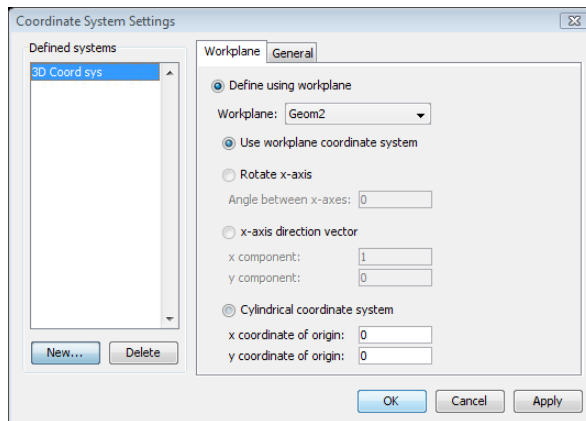 Coordinate System Settings
Defined systems
3D Coord sys
New...
Delete
Workplane
General
Define using workplane
Workplane: Geom2
Use workplane coordinate system
Rotate x-axis
Angle between x-axes: 0
x-axis direction vector
x component: 1
y component: 0
Cylindrical coordinate system
x coordinate of origin: 0
y coordinate of origin: 0
OK
Cancel
Apply